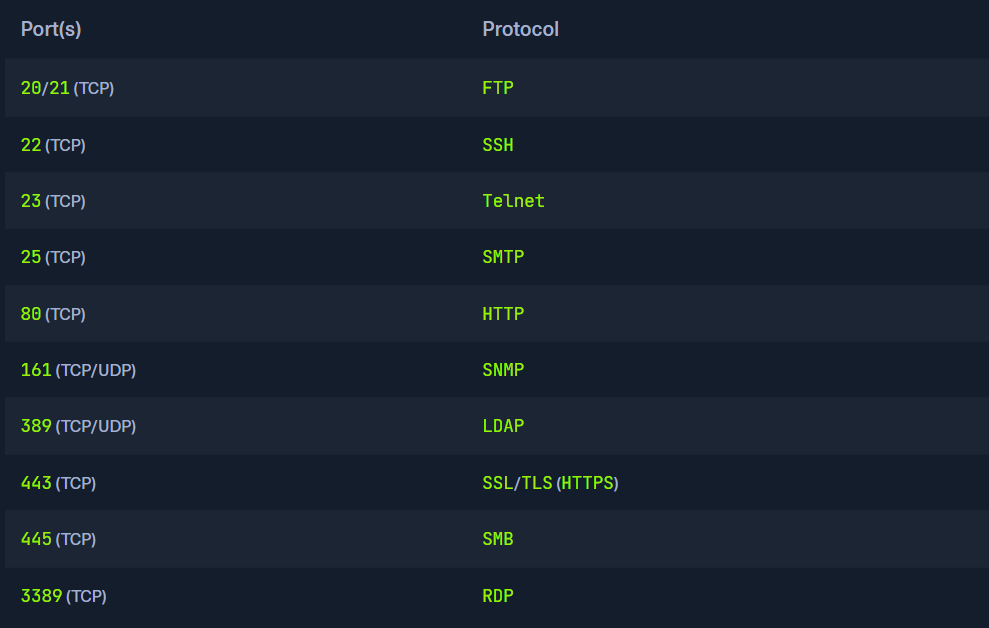 Port(s) Protocol
20/21 (TCP) FTP
22 (TCP) SSH
23 (TCP) Telnet
25 (TCP) SMTP
80 (TCP) HTTP
161 (TCP/UDP) SNMP
389 (TCP/UDP) LDAP
443 (TCP) SSL/TLS (HTTPS)
445 (TCP) SMB
3389 (TCP) RDP